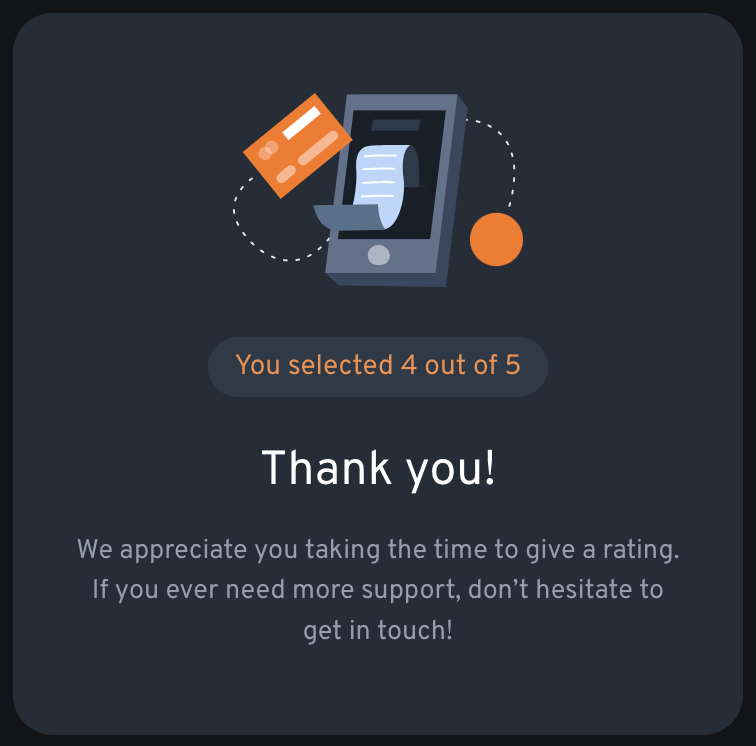 You selected 4 out of 5
Thank you!
We appreciate you taking the time to give a rating.
If you ever need more support, don’t hesitate to
get in touch!